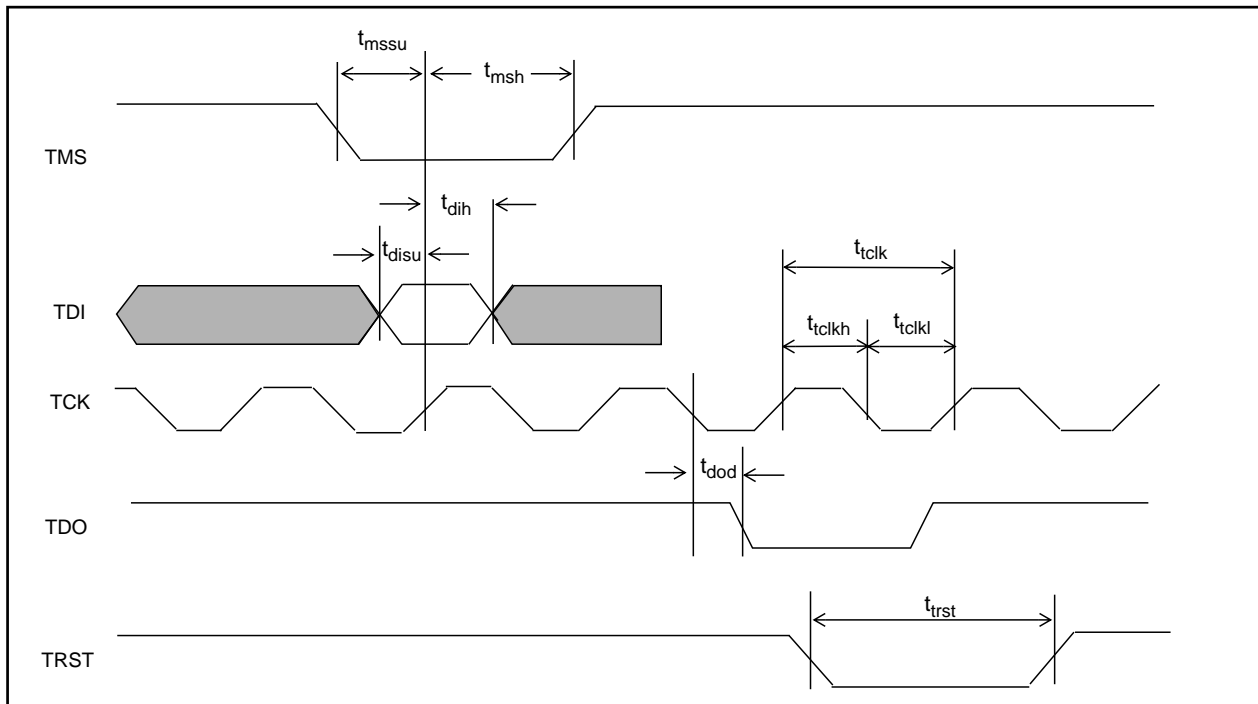 tmssu
tmsh
TMS
tdih
tdisu
ttclk
TDI
ttclkh
ttclkl
TCK
tdod
TDO
ttrst
TRST